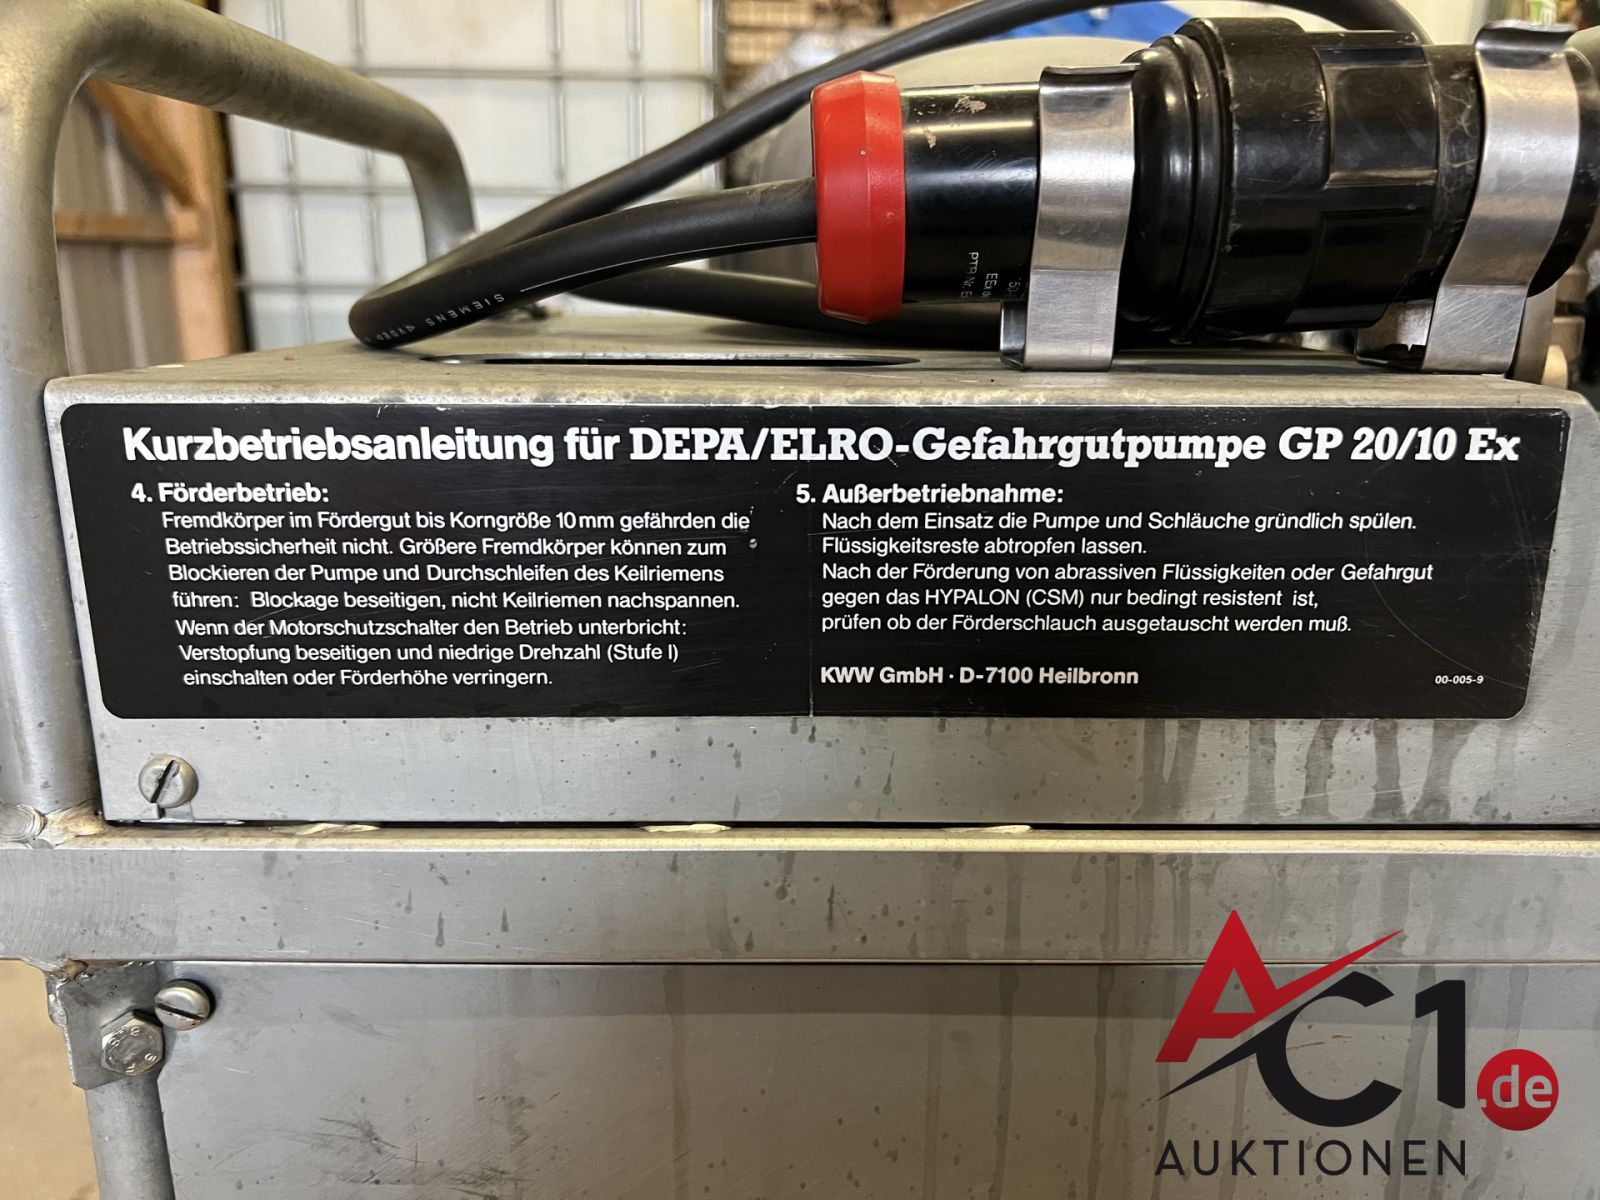 SIEMENS
PTB Nr. E
EEx d
Kurzbetriebsanleitung für DEPA/ELRO-Gefahrgutpumpe GP 20/10 Ex
4. Förderbetrieb:
Fremdkörper im Fördergut bis Korngröße 10 mm gefährden die
Betriebssicherheit nicht. Größere Fremdkörper können zum
Blockieren der Pumpe und Durchschleifen des Keilriemens
führen: Blockage beseitigen, nicht Keilriemen nachspannen.
Wenn der Motorschutzschalter den Betrieb unterbricht:
Verstopfung beseitigen und niedrige Drehzahl (Stufe I)
einschalten oder Förderhöhe verringern.
5. Außerbetriebnahme:
Nach dem Einsatz die Pumpe und Schläuche gründlich spülen.
Flüssigkeitsreste abtropfen lassen.
Nach der Förderung von abrassiven Flüssigkeiten oder Gefahrgut
gegen das HYPALON (CSM) nur bedingt resistent ist,
prüfen ob der Förderschlauch ausgetauscht werden muß.
KWW GmbH · D-7100 Heilbronn
00-005-9
AC1.de
AUKTIONEN